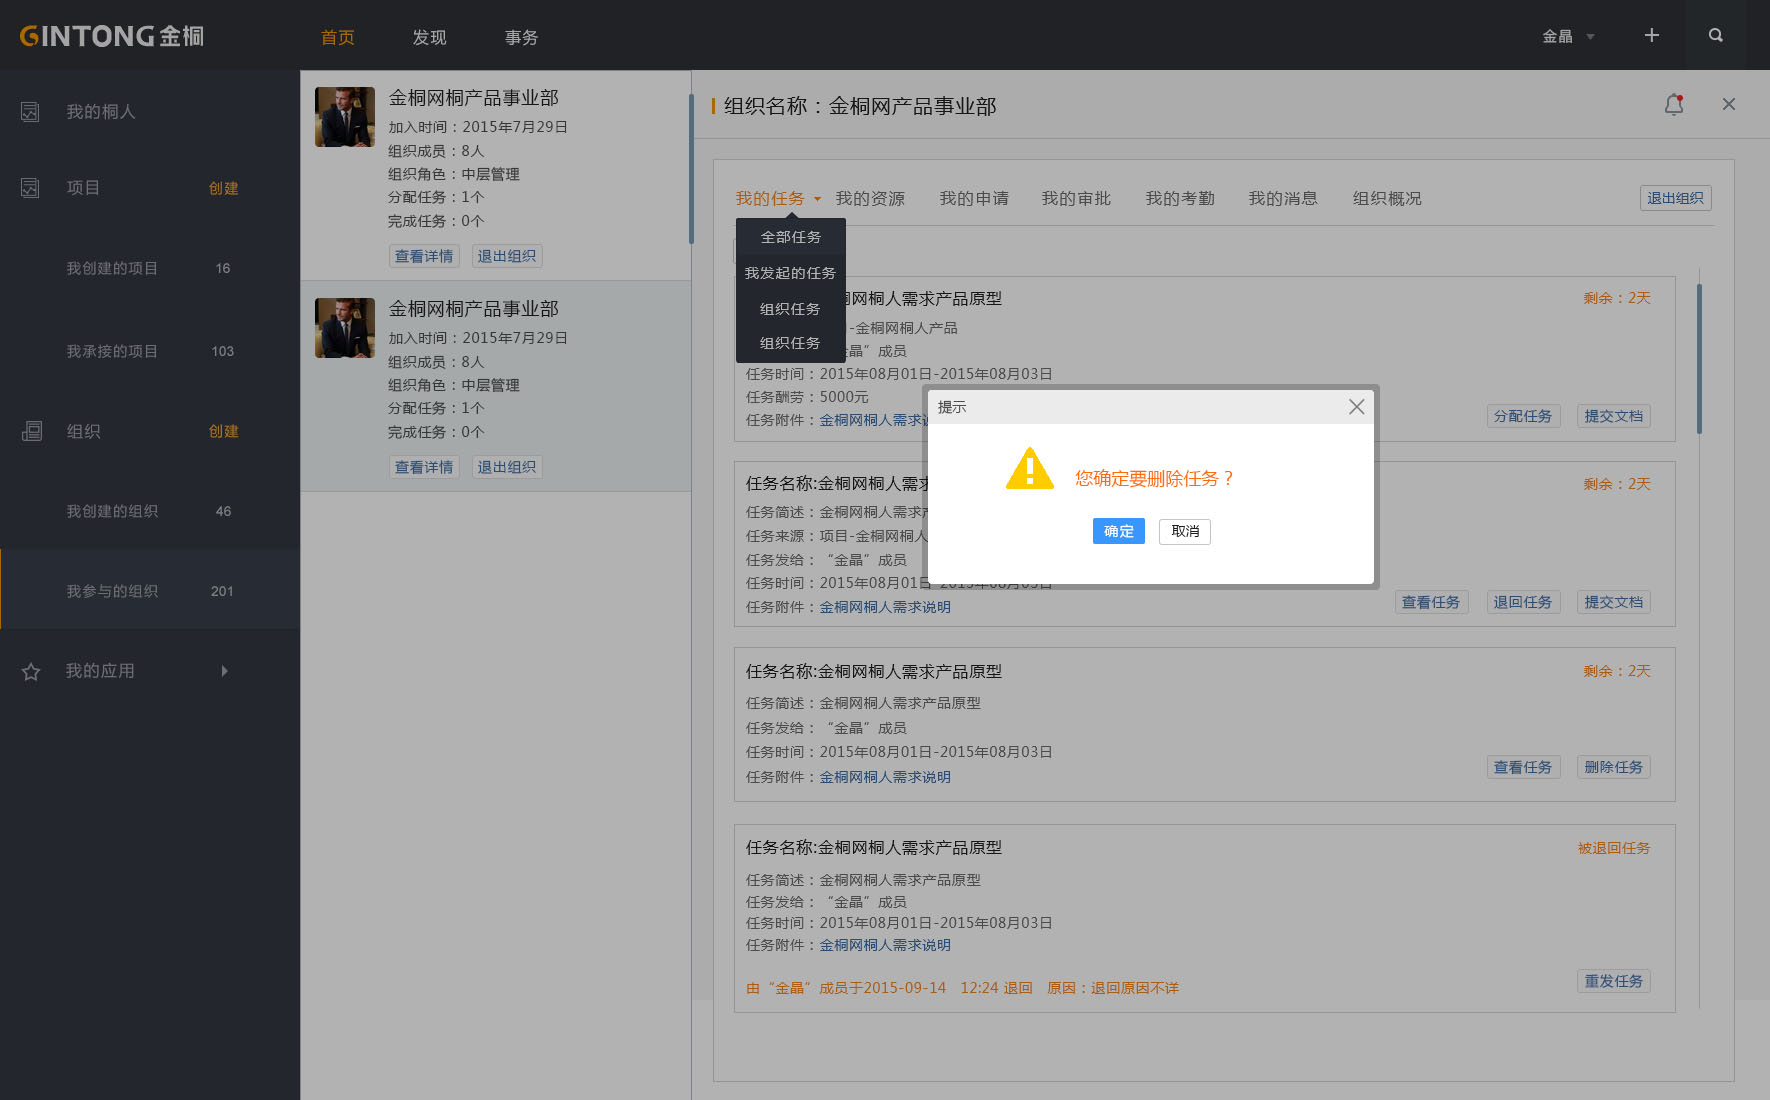 GINTONG金桐
首页
发现
事务
金晶
我的桐人
项目
创建
我创建的项目
16
我承接的项目
103
组织
创建
我创建的组织
46
我参与的组织
201
我的应用
金桐网桐产品事业部
加入时间：2015年7月29日
组织成员：8人
组织角色：中层管理
分配任务：1个
完成任务：0个
查看详情
退出组织
金桐网桐产品事业部
加入时间：2015年7月29日
组织成员：8人
组织角色：中层管理
分配任务：1个
完成任务：0个
查看详情
退出组织
组织名称：金桐网产品事业部
我的任务
我的资源
我的申请
我的审批
我的考勤
我的消息
组织概况
退出组织
全部任务
我发起的任务
组织任务
组织任务
网桐人需求产品原型
剩余：2天
-金桐网桐人产品
晶”成员
任务时间：2015年08月01日-2015年08月03日
任务酬劳：5000元
任务附件：金桐网桐人需求
分配任务
提交文档
提示
您确定要删除任务？
确定
取消
任务名称:金桐网桐人需求
剩余：2天
任务简述：金桐网桐人需求
任务来源：项目-金桐网桐人
任务发给：“金晶”成员
任务时间：2015年08月01日-2015年08月03日
任务附件：金桐网桐人需求说明
查看任务
退回任务
提交文档
任务名称:金桐网桐人需求产品原型
剩余：2天
任务简述：金桐网桐人需求产品原型
任务发给：“金晶”成员
任务时间：2015年08月01日-2015年08月03日
任务附件：金桐网桐人需求说明
查看任务
删除任务
任务名称:金桐网桐人需求产品原型
被退回任务
任务简述：金桐网桐人需求产品原型
任务发给：“金晶”成员
任务时间：2015年08月01日-2015年08月03日
任务附件：金桐网桐人需求说明
由“金晶”成员于2015-09-14 12:24 退回 原因：退回原因不详
重发任务